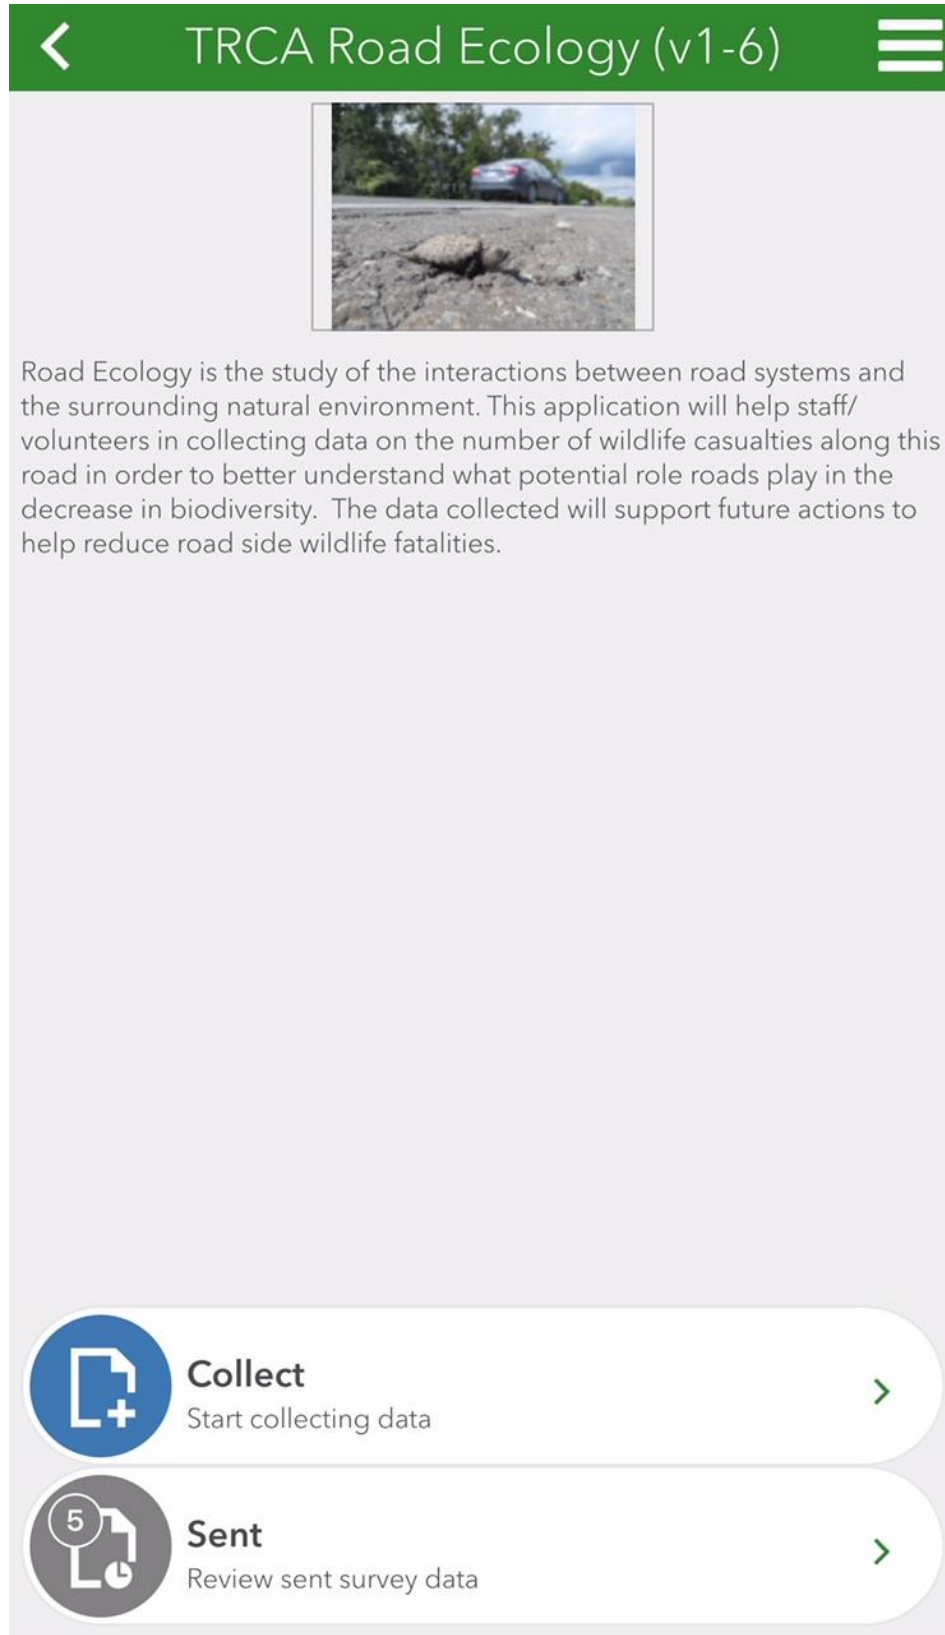 TRCA Road Ecology (v1-6)
Road Ecology is the study of the interactions between road systems and
the surrounding natural environment. This application will help staff/
volunteers in collecting data on the number of wildlife casualties along this
road in order to better understand what potential role roads play in the
decrease in biodiversity.  The data collected will support future actions to
help reduce road side wildlife fatalities.
Collect
Start collecting data
5
Sent
Review sent survey data